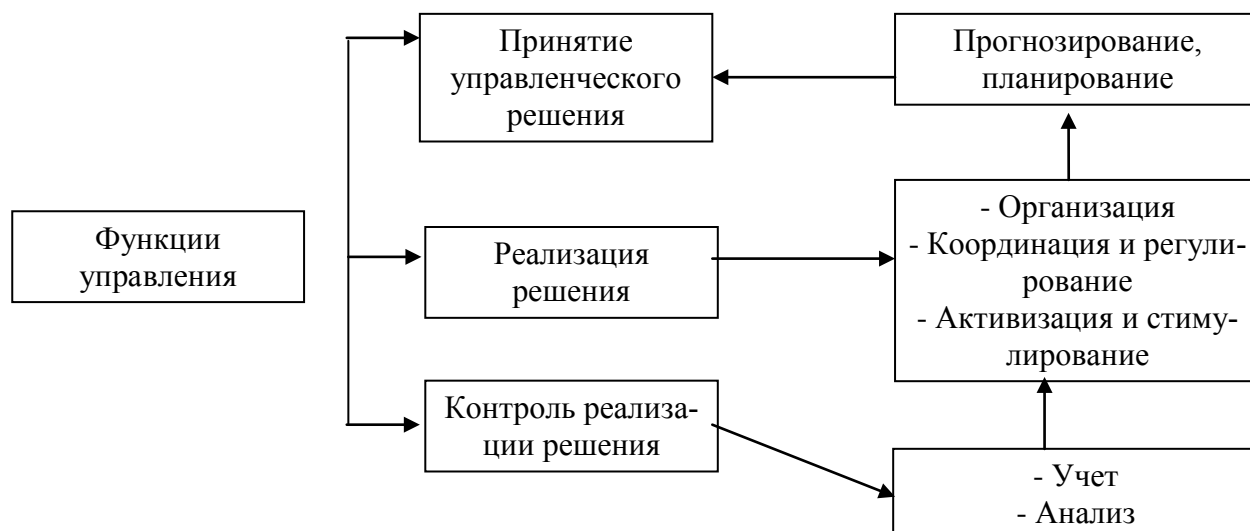 Принятие
управленческого
решения
Прогнозирование,
планирование
Функции
управления
Реализация
решения
- Организация
- Координация и регули-
рование
- Активизация и стиму-
лирование
Контроль реализа-
ции решения
- Учет
- Анализ